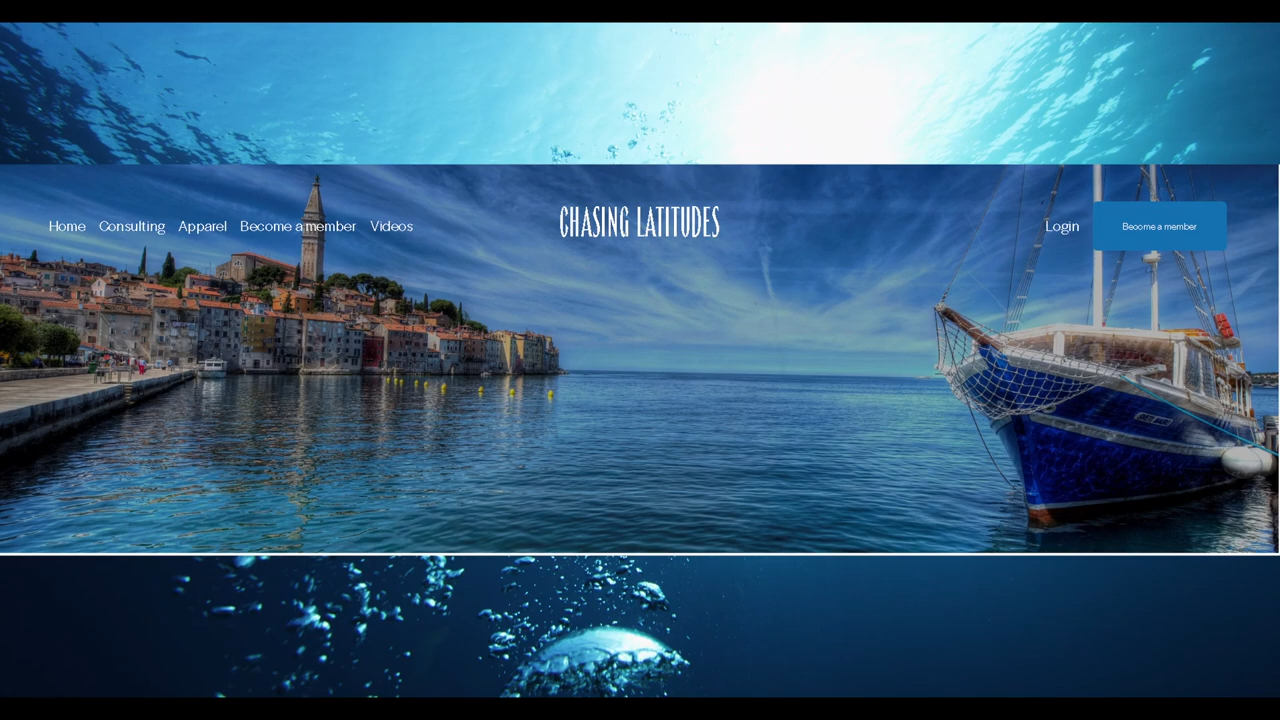 Home Consulting Apparel Become a member Videos
CHASING LATITUDES
Login
Become a member